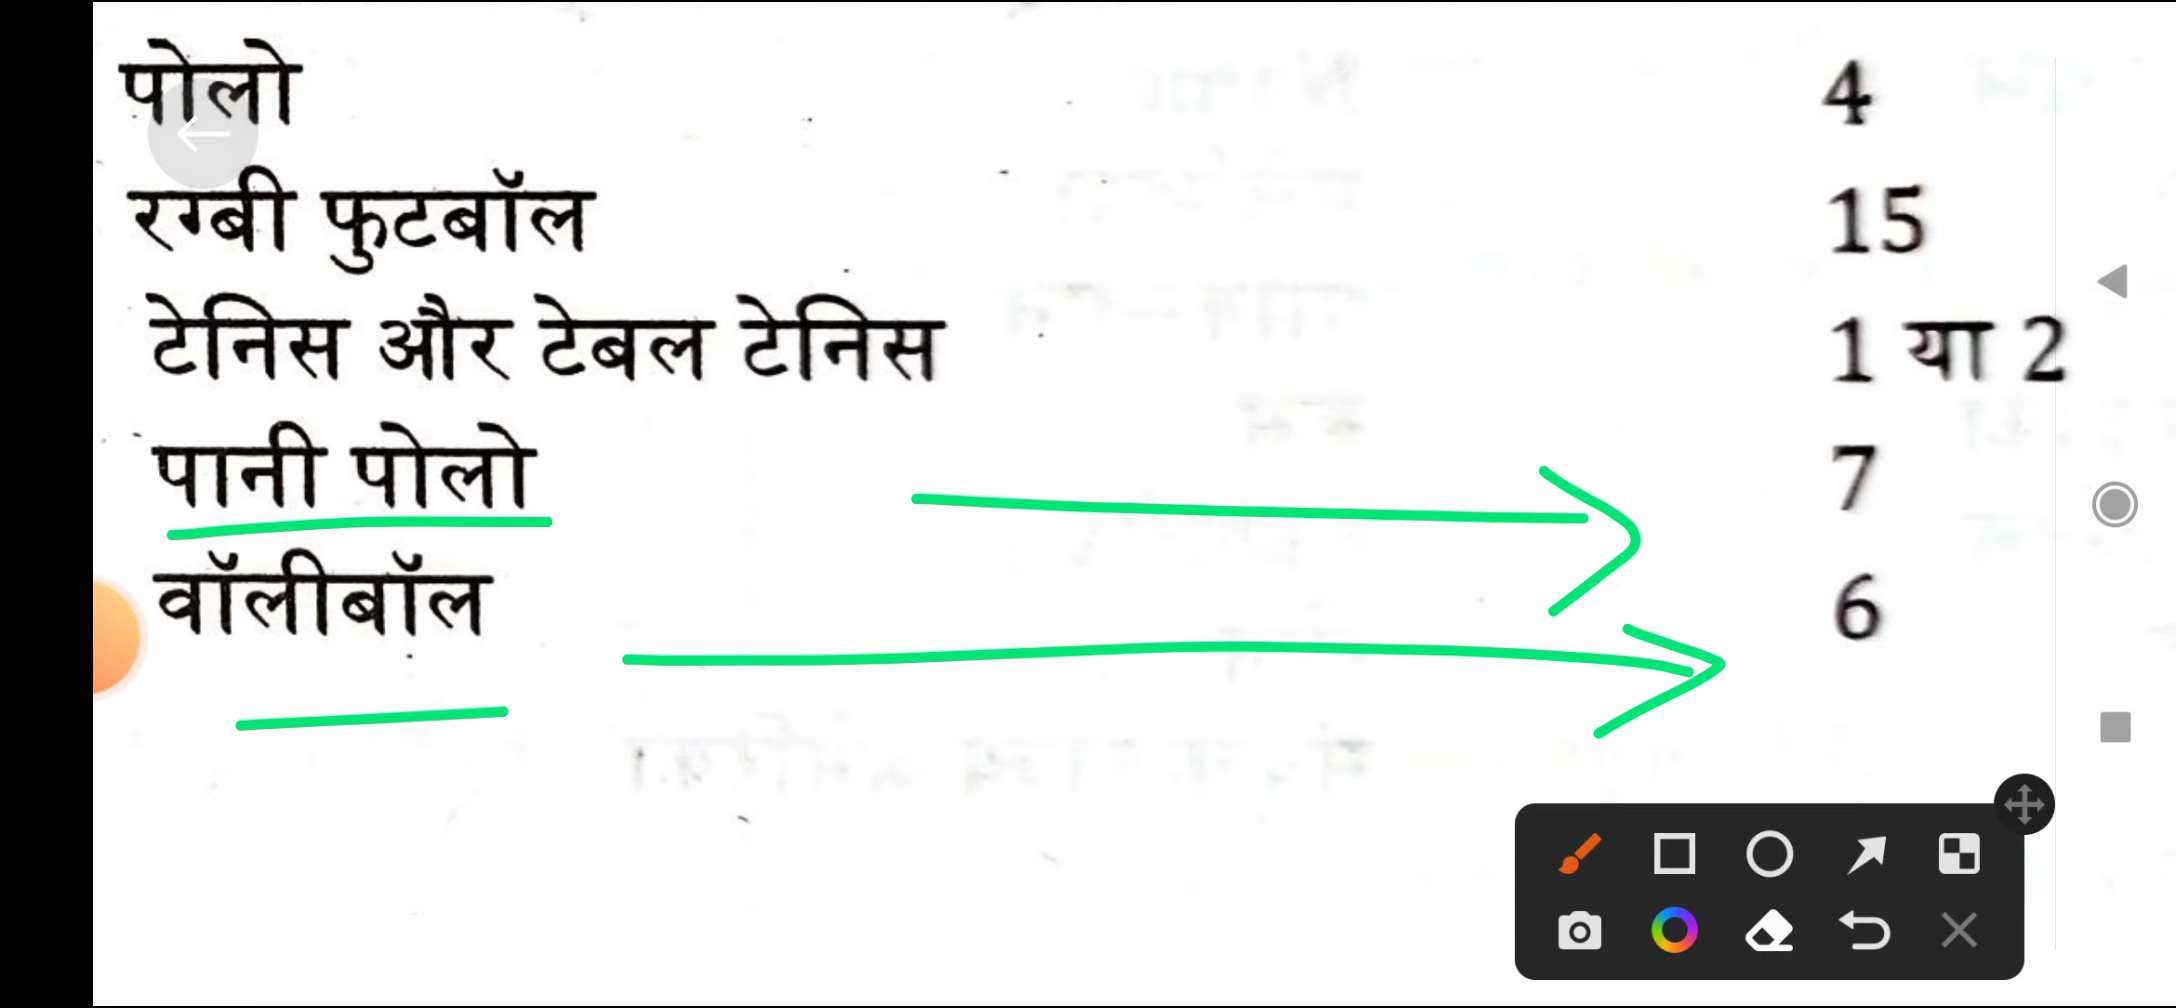 पोलो 4
रग्बी फुटबॉल 15
टेनिस और टेबल टेनिस 1 या 2
पानी पोलो 7
वॉलीबॉल 6